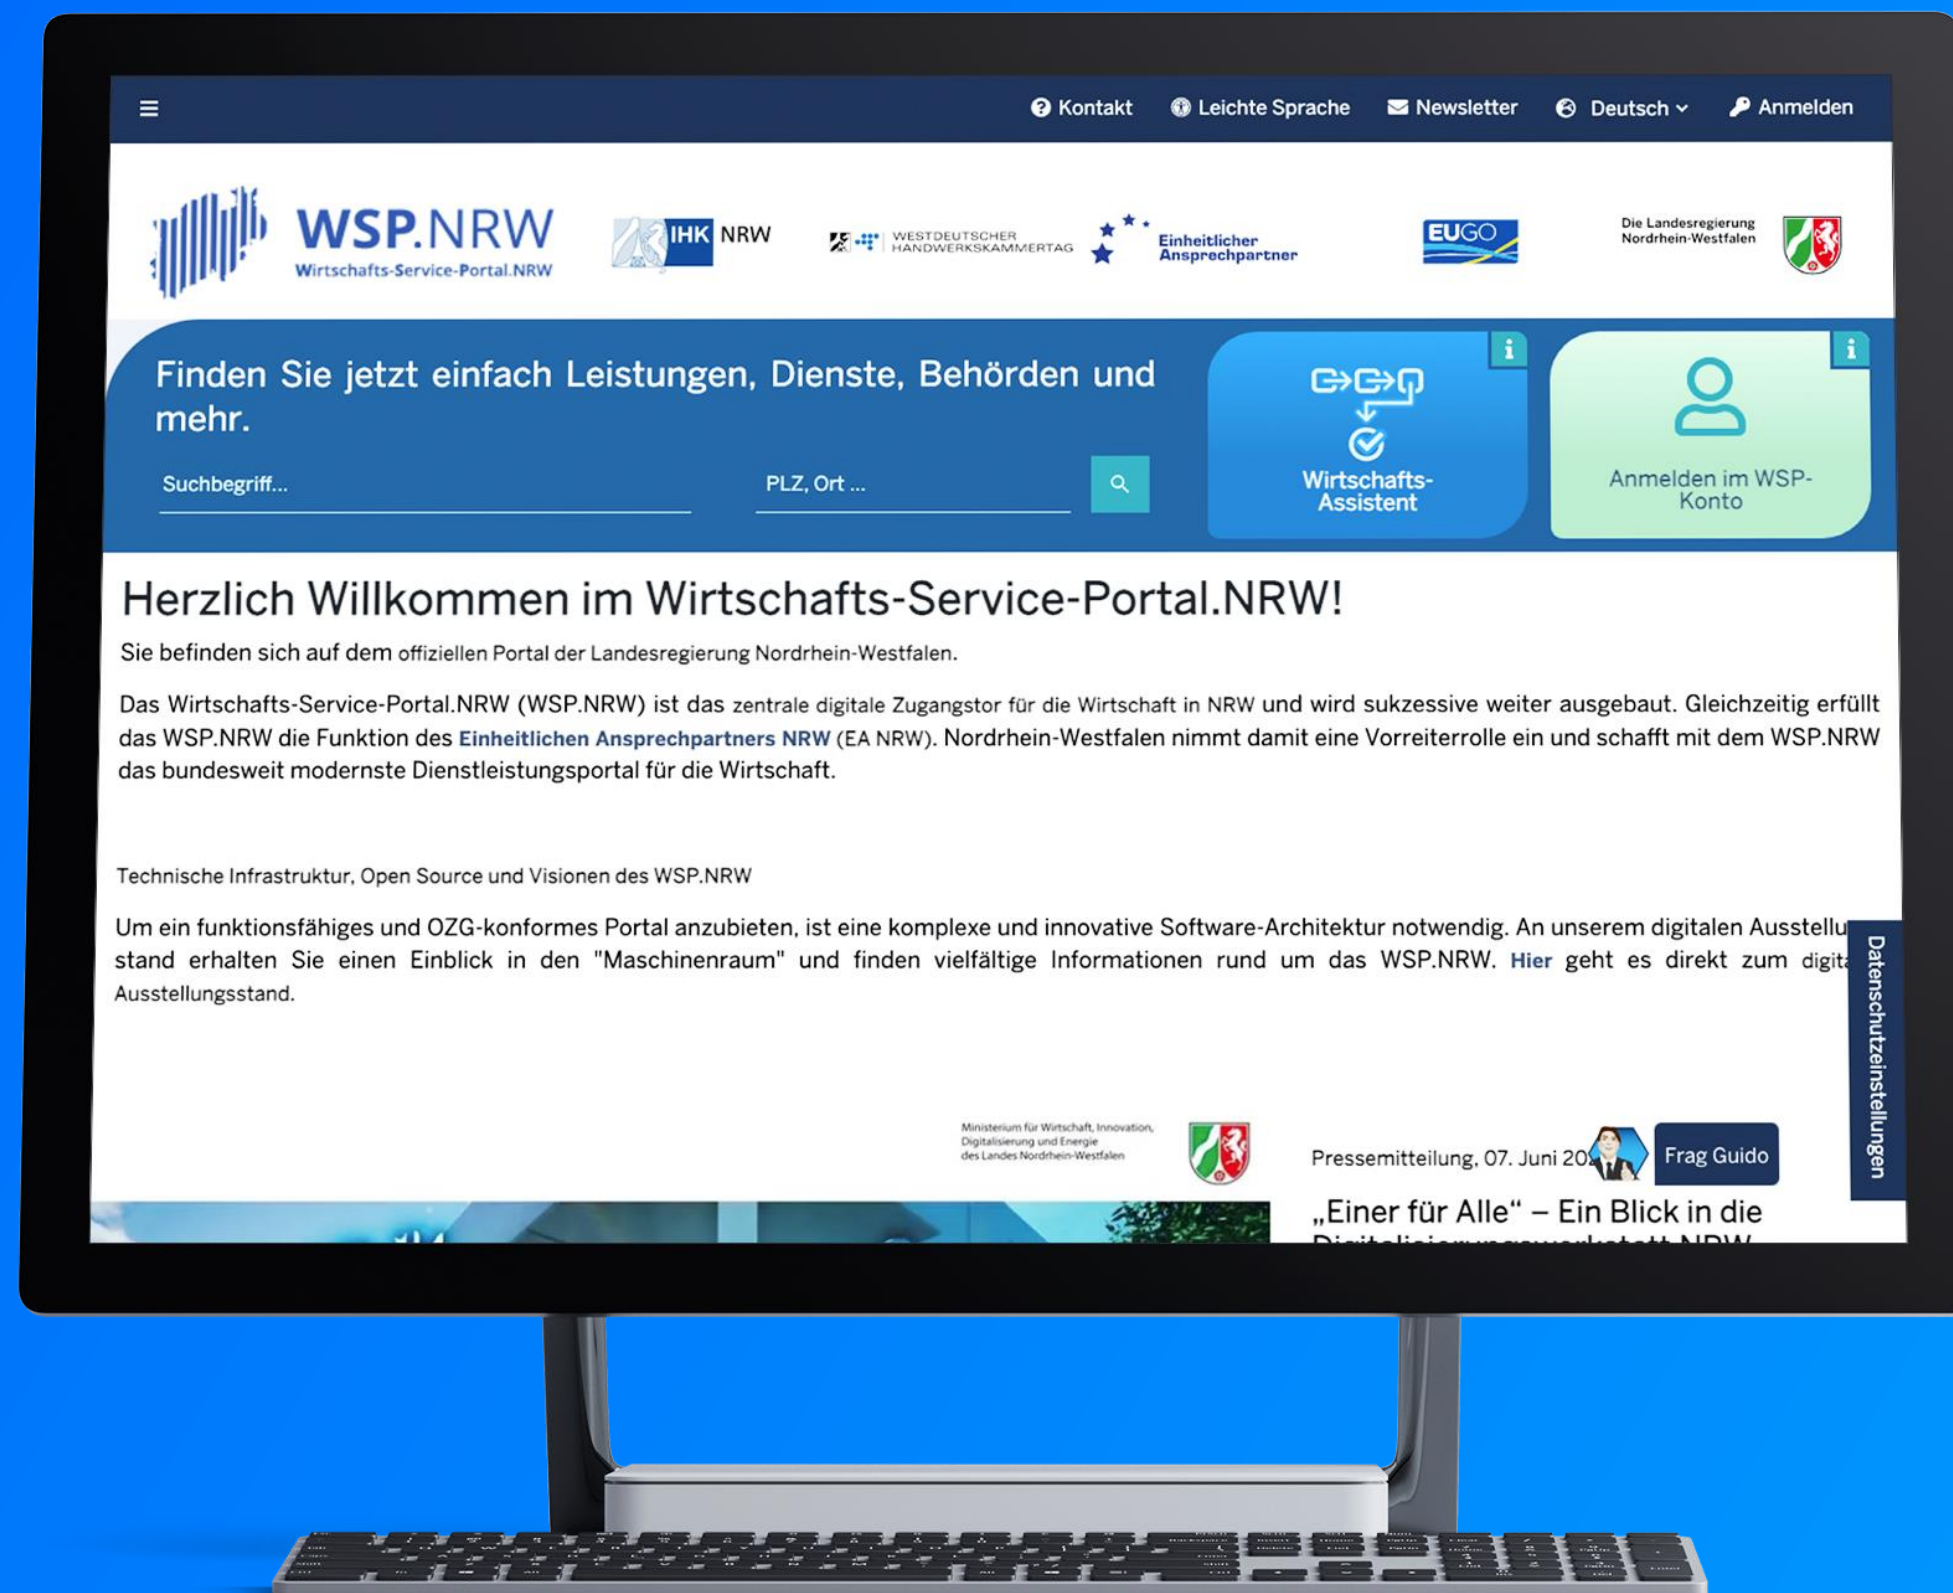 Kontakt Leichte Sprache Newsletter Deutsch Anmelden
WSP.NRW
Wirtschafts-Service-Portal.NRW
IHK NRW
WESTDEUTSCHER
HANDWERKSKAMMERTAG
Einheitlicher
Ansprechpartner
EUGO
Die Landesregierung
Nordrhein-Westfalen
Finden Sie jetzt einfach Leistungen, Dienste, Behörden und
mehr.
Suchbegriff... PLZ, Ort ...
i
Wirtschafts-
Assistent
i
Anmelden im WSP-
Konto
Herzlich Willkommen im Wirtschafts-Service-Portal.NRW!
Sie befinden sich auf dem offiziellen Portal der Landesregierung Nordrhein-Westfalen.
Das Wirtschafts-Service-Portal.NRW (WSP.NRW) ist das zentrale digitale Zugangstor für die Wirtschaft in NRW und wird sukzessive weiter ausgebaut. Gleichzeitig erfüllt
das WSP.NRW die Funktion des Einheitlichen Ansprechpartners NRW (EA NRW). Nordrhein-Westfalen nimmt damit eine Vorreiterrolle ein und schafft mit dem WSP.NRW
das bundesweit modernste Dienstleistungsportal für die Wirtschaft.
Technische Infrastruktur, Open Source und Visionen des WSP.NRW
Um ein funktionsfähiges und OZG-konformes Portal anzubieten, ist eine komplexe und innovative Software-Architektur notwendig. An unserem digitalen Ausstellu
stand erhalten Sie einen Einblick in den "Maschinenraum" und finden vielfältige Informationen rund um das WSP.NRW. Hier geht es direkt zum digita
Ausstellungsstand.
Datenschutzeinstellungen
Ministerium für Wirtschaft, Innovation,
Digitalisierung und Energie
des Landes Nordrhein-Westfalen
Pressemitteilung, 07. Juni 20
Frag Guido
„Einer für Alle“ – Ein Blick in die
Digitalisierungswerkstatt NRW